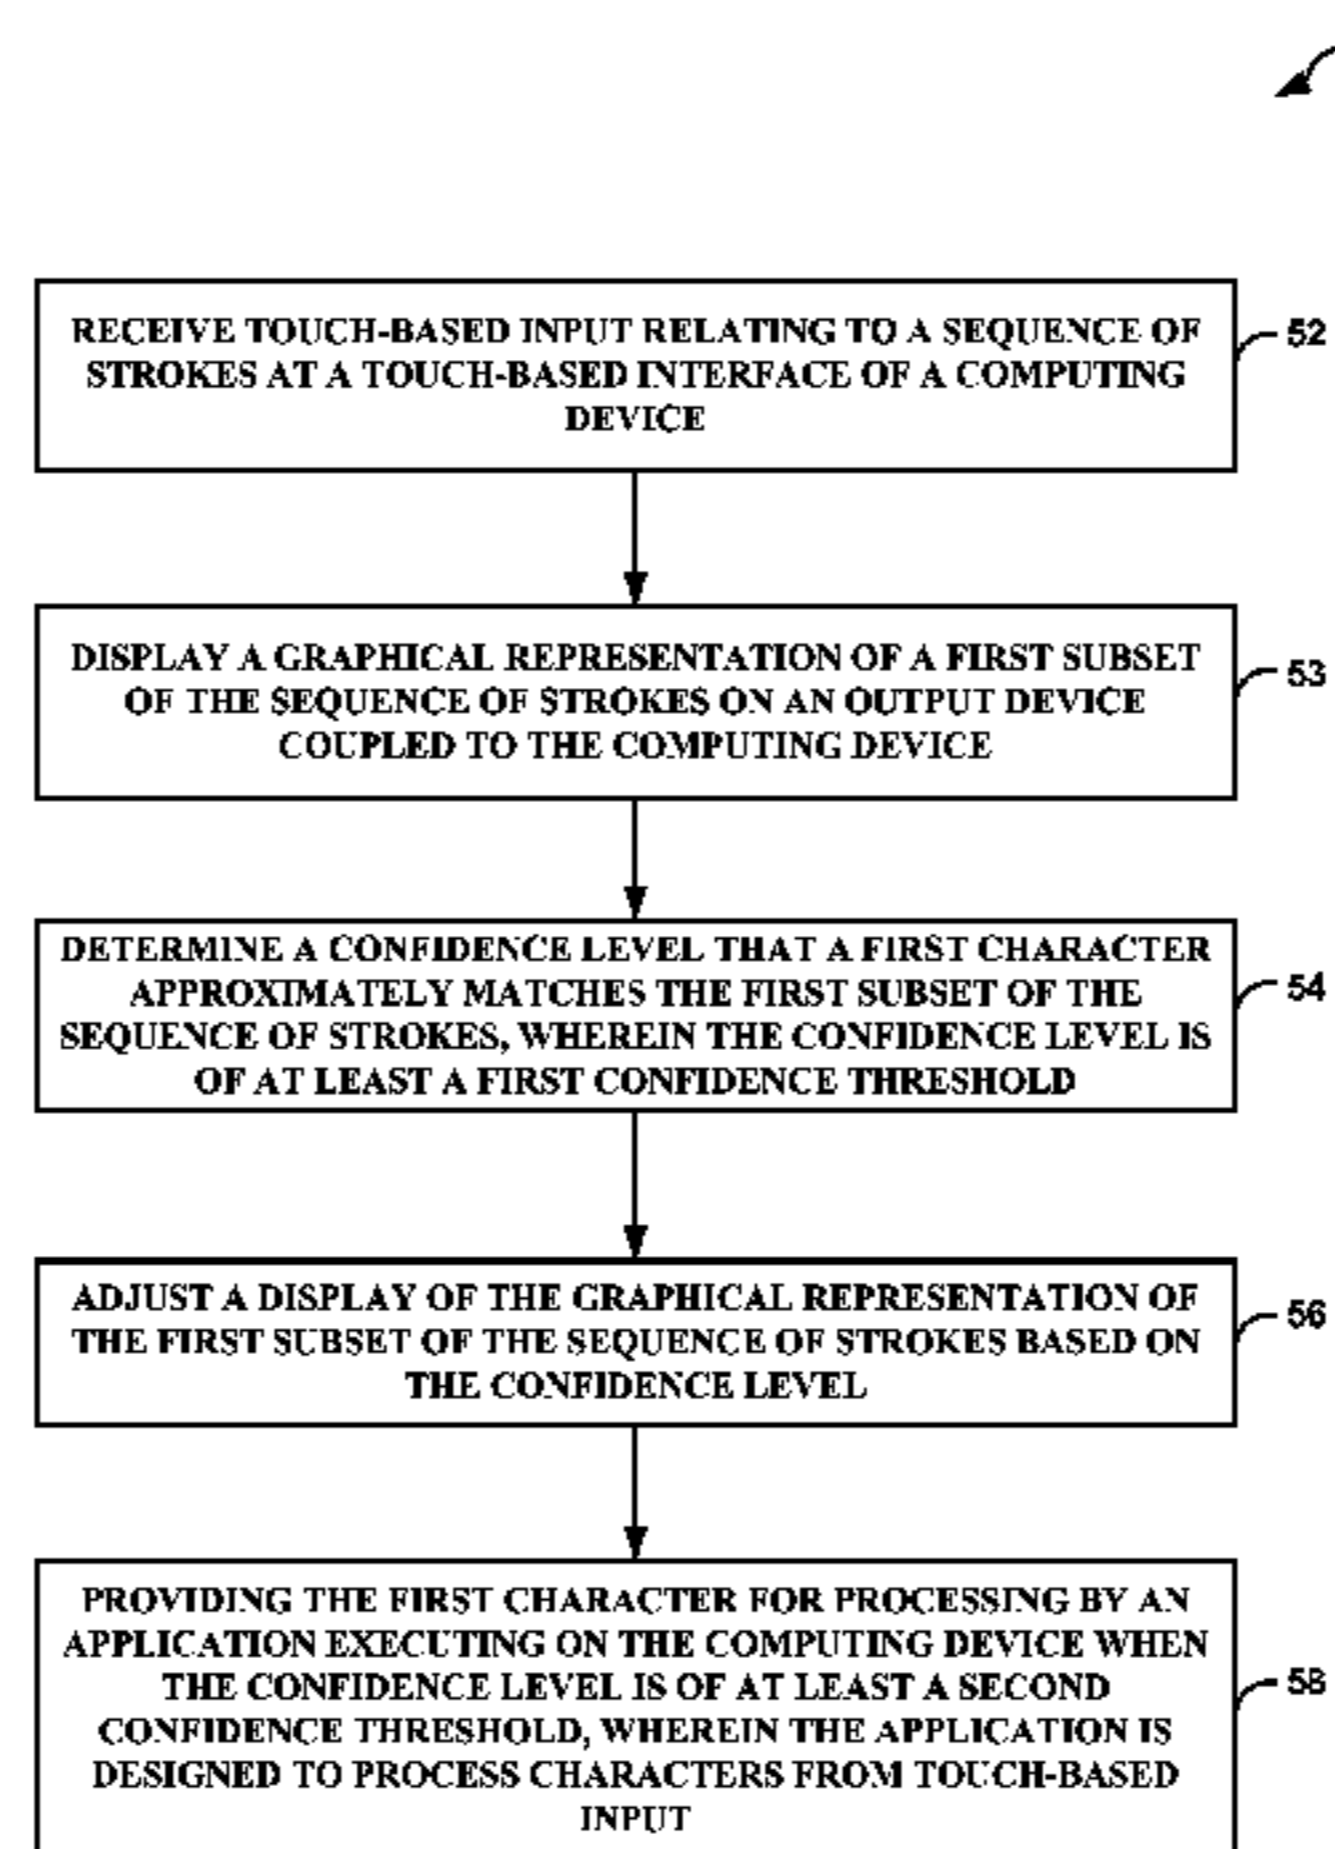 RECEIVE TOUCH-BASED INPUT RELATING TO A SEQUENCE OF
STROKES AT A TOUCH-BASED INTERFACE OF A COMPUTING
DEVICE
52
DISPLAY A GRAPHICAL REPRESENTATION OF A FIRST SUBSET
OF THE SEQUENCE OF STROKES ON AN OUTPUT DEVICE
COUPLED TO THE COMPUTING DEVICE
53
DETERMINE A CONFIDENCE LEVEL THAT A FIRST CHARACTER
APPROXIMATELY MATCHES THE FIRST SUBSET OF THE
SEQUENCE OF STROKES, WHEREIN THE CONFIDENCE LEVEL IS
OF AT LEAST A FIRST CONFIDENCE THRESHOLD
54
ADJUST A DISPLAY OF THE GRAPHICAL REPRESENTATION OF
THE FIRST SUBSET OF THE SEQUENCE OF STROKES BASED ON
THE CONFIDENCE LEVEL
56
PROVIDING THE FIRST CHARACTER FOR PROCESSING BY AN
APPLICATION EXECUTING ON THE COMPUTING DEVICE WHEN
THE CONFIDENCE LEVEL IS OF AT LEAST A SECOND
CONFIDENCE THRESHOLD, WHEREIN THE APPLICATION IS
DESIGNED TO PROCESS CHARACTERS FROM TOUCH-BASED
INPUT
58